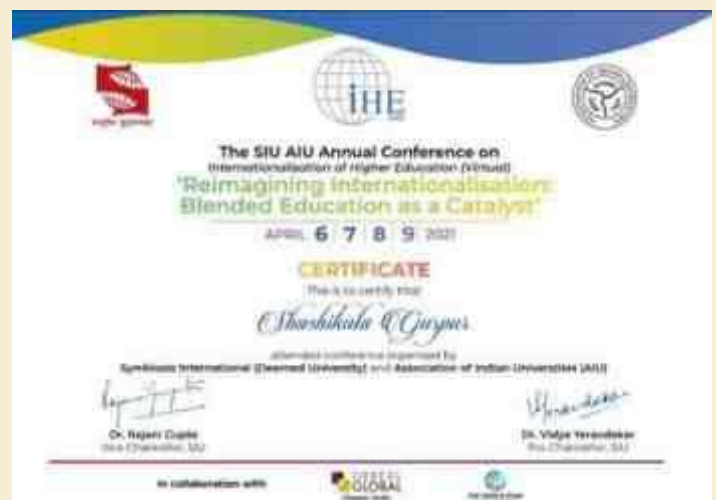 iHE
The SIU AIU Annual Conference on
Internationalisation of Higher Education (Virtual)
'Reimagining Internationalisation:
Blended Education as a Catalyst'
APRIL 6 7 8 9 2021
CERTIFICATE
This is to certify that
Shashikala Gurpur
attended conference organised by
Symbiosis International (Deemed University) and Association of Indian Universities (AIU)
Dr. Rajani Gupte
Vice Chancellor, SIU
Dr. Vidya Yeravdekar
Pro Chancellor, SIU
In collaboration with
GLOBAL